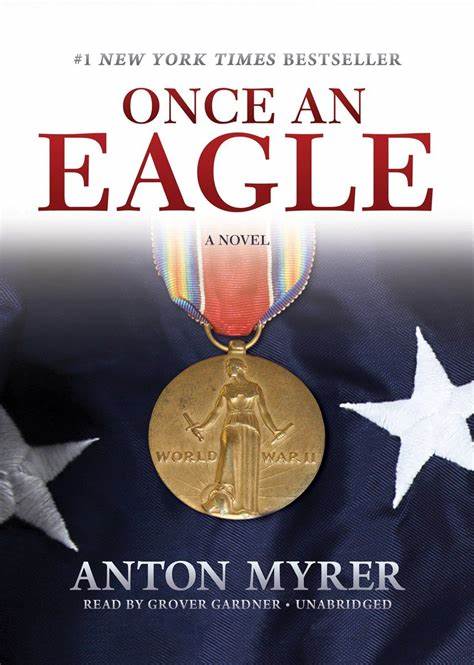 #1 NEW YORK TIMES BESTSELLER
ONCE AN
EAGLE
A NOVEL
WORLD WAR II
ANTON MYRER
READ BY GROVER GARDNER • UNABRIDGED